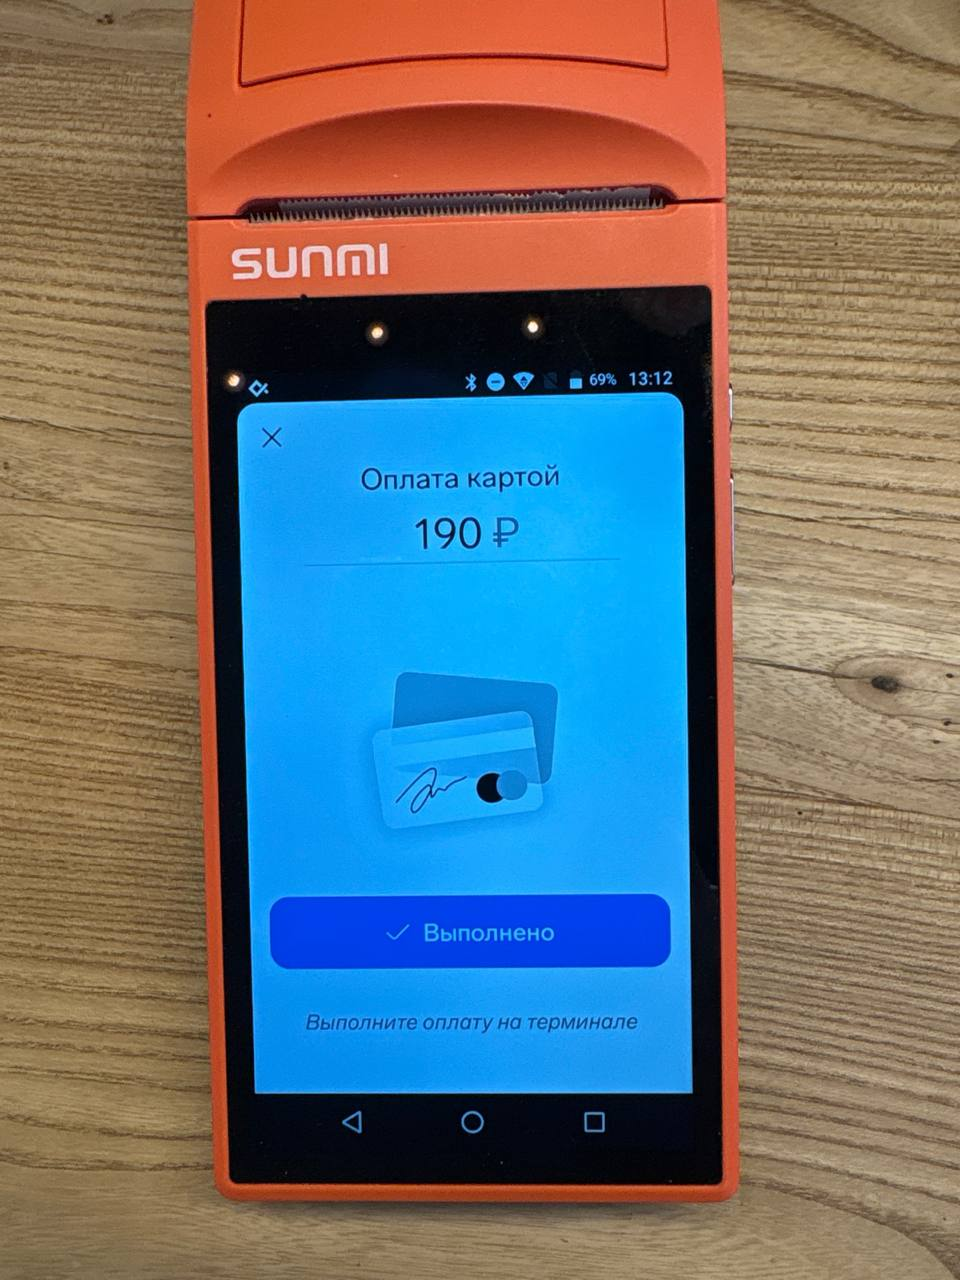 sunmi
69% 13:12
Оплата картой
190 ₽
Выполнено
Выполните оплату на терминале